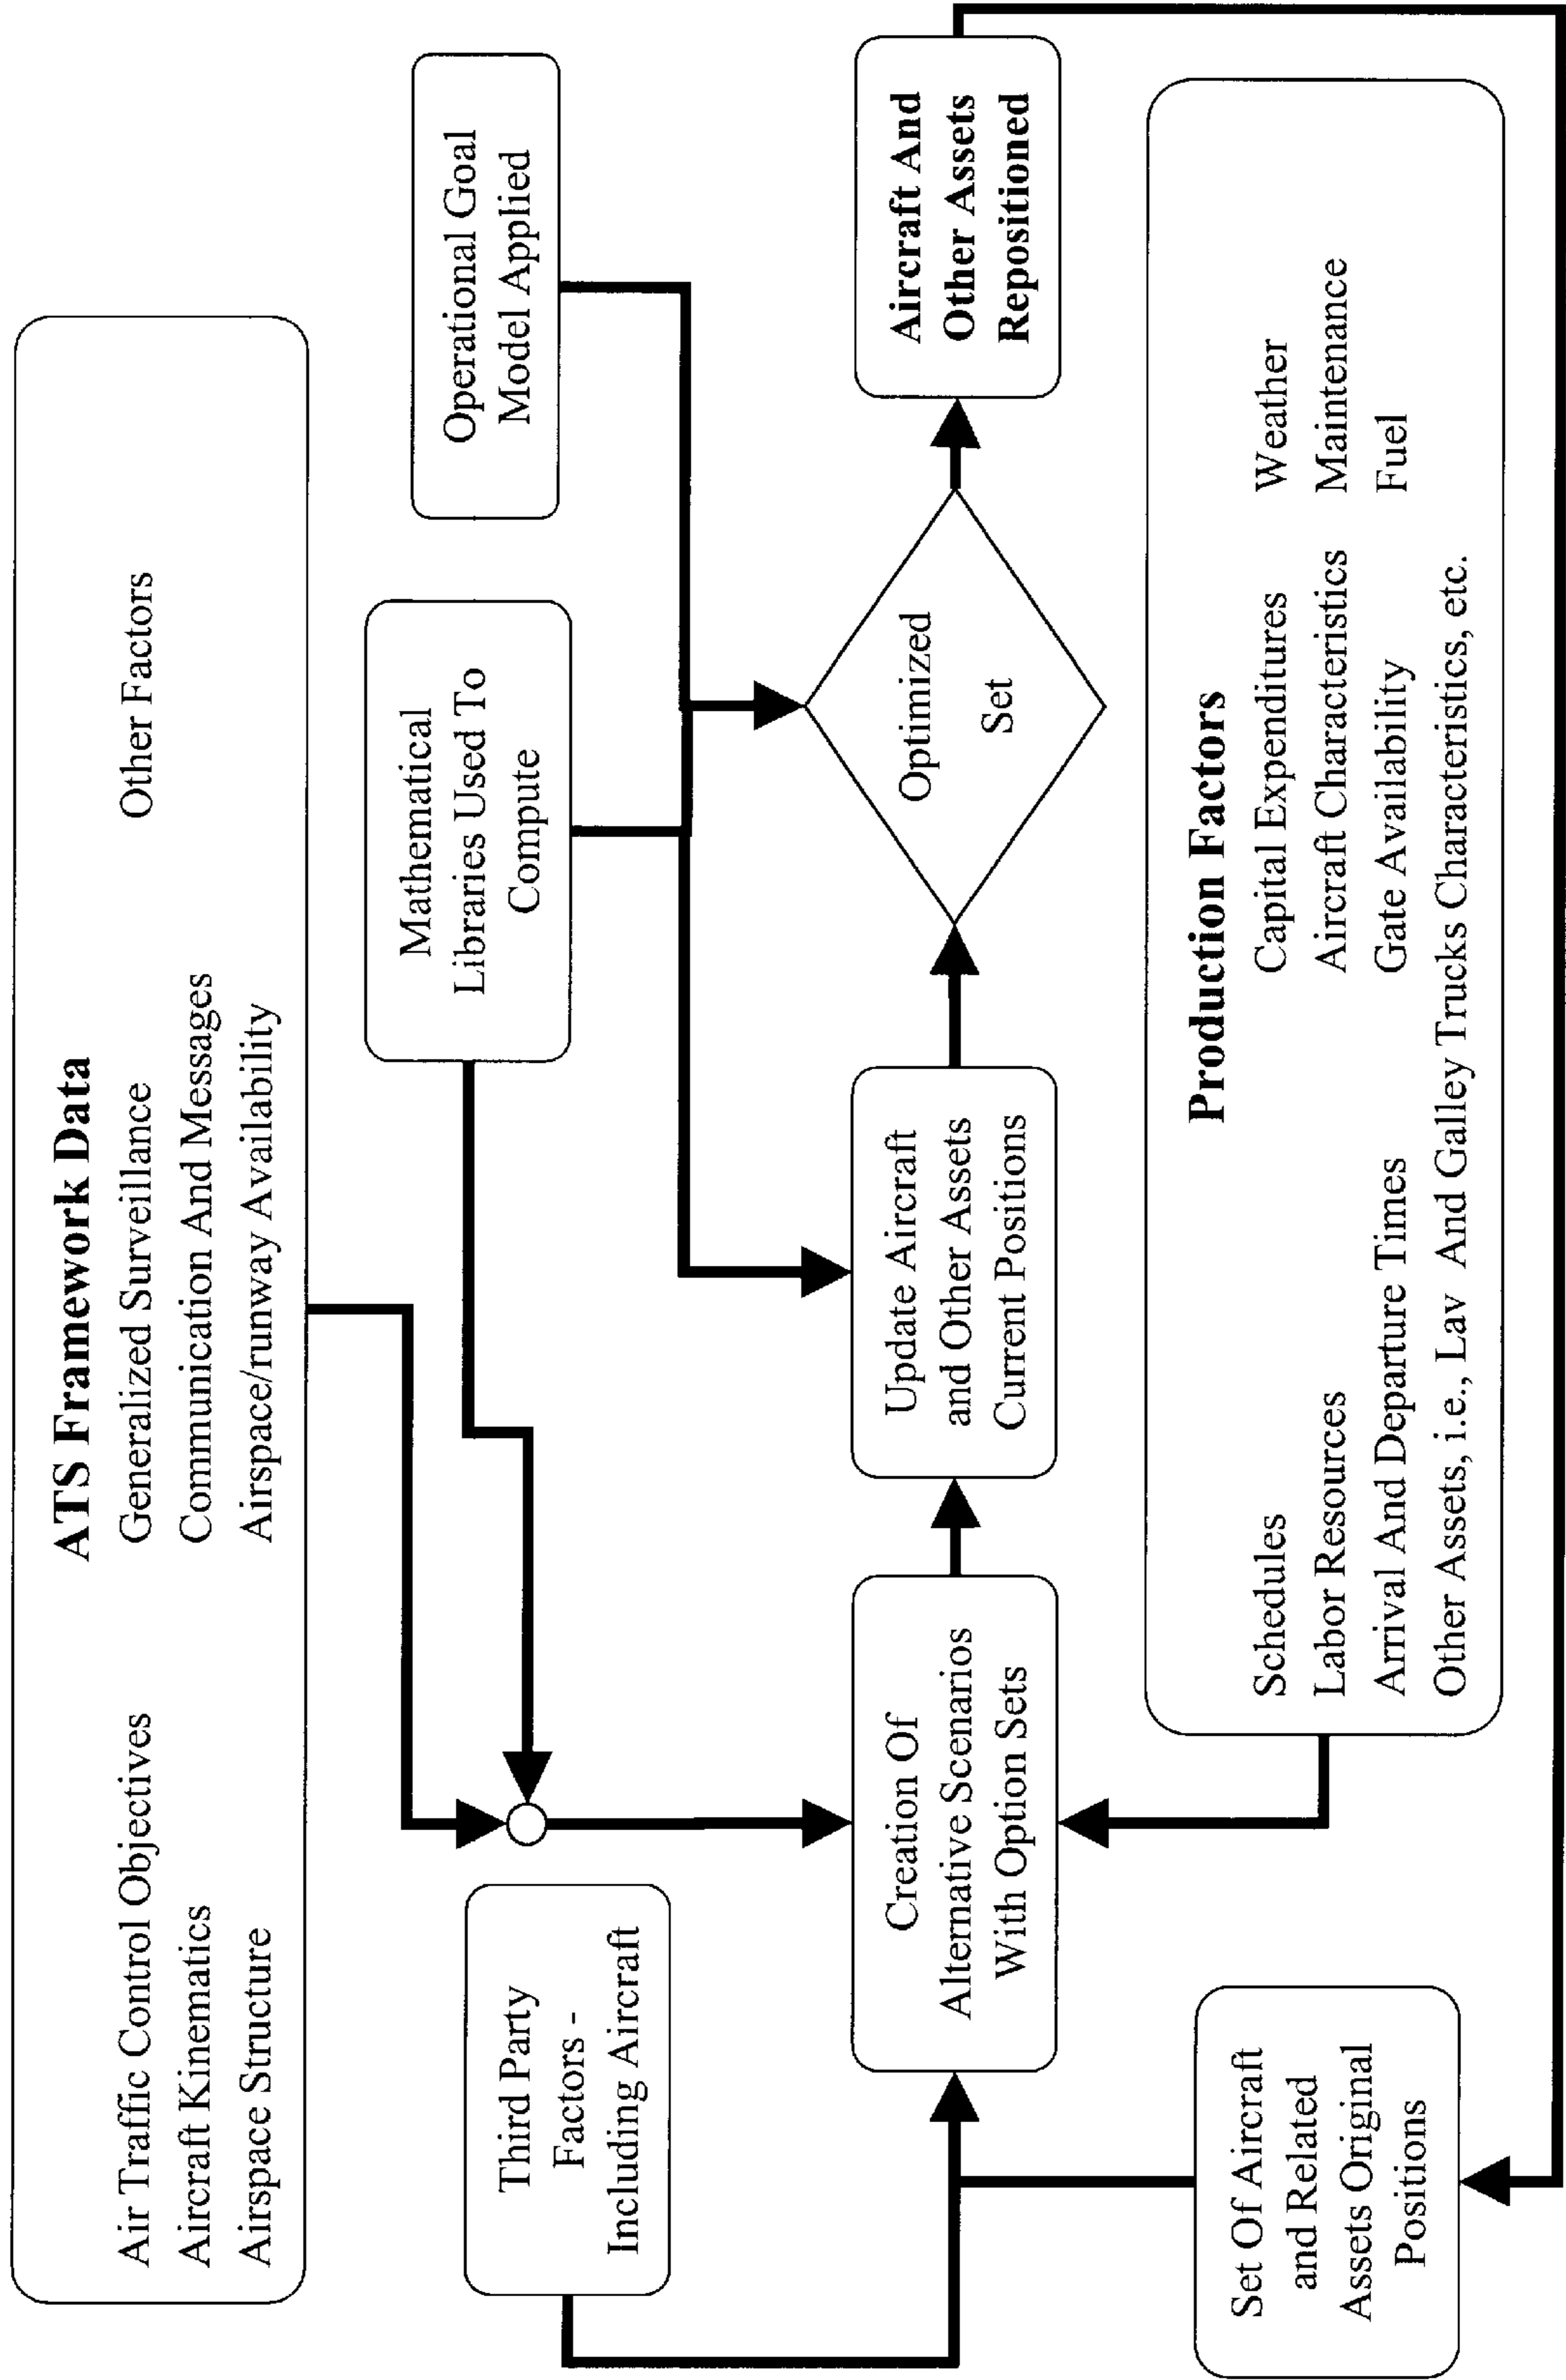 ATS Framework Data
Air Traffic Control Objectives
Aircraft Kinematics
Airspace Structure
Generalized Surveillance
Communication And Messages
Airspace/runway Availability
Other Factors
Third Party
Factors -
Including Aircraft
Mathematical
Libraries Used To
Compute
Operational Goal
Model Applied
Creation Of
Alternative Scenarios
With Option Sets
Update Aircraft
and Other Assets
Current Positions
Optimized
Set
Aircraft And
Other Assets
Repositioned
Set Of Aircraft
and Related
Assets Original
Positions
Production Factors
Schedules
Labor Resources
Arrival And Departure Times
Capital Expenditures
Aircraft Characteristics
Gate Availability
Weather
Maintenance
Fuel
Other Assets, i.e., Lav And Galley Trucks Characteristics, etc.